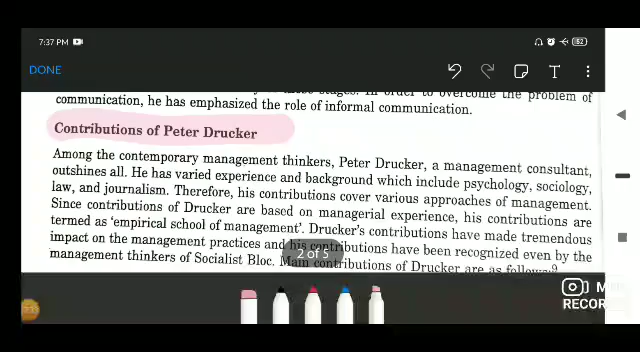 7:37 PM
52
DONE
T
communication, he has emphasized the role of informal communication.
Contributions of Peter Drucker
Among the contemporary management thinkers, Peter Drucker, a management consultant,
outshines all. He has varied experience and background which include psychology, sociology,
law, and journalism. Therefore, his contributions cover various approaches of management.
Since contributions of Drucker are based on managerial experience, his contributions are
termed as 'empirical school of management'. Drucker's contributions have made tremendous
impact on the management practices and his contributions have been recognized even by the
2 of 5
management thinkers of Socialist Bloc. Main contributions of Drucker are as follows:9
RECOR